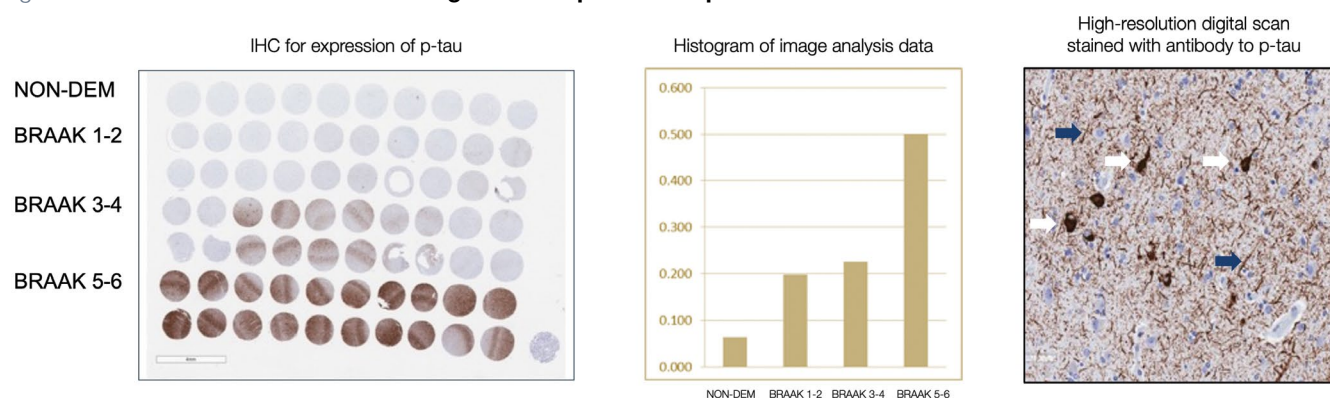 IHC for expression of p-tau
NON-DEM
BRAAK 1-2
BRAAK 3-4
BRAAK 5-6
Histogram of image analysis data
0.600
0.500
0.400
0.300
0.200
0.100
0.000
NON-DEM BRAAK 1-2 BRAAK 3-4 BRAAK 5-6
High-resolution digital scan
stained with antibody to p-tau